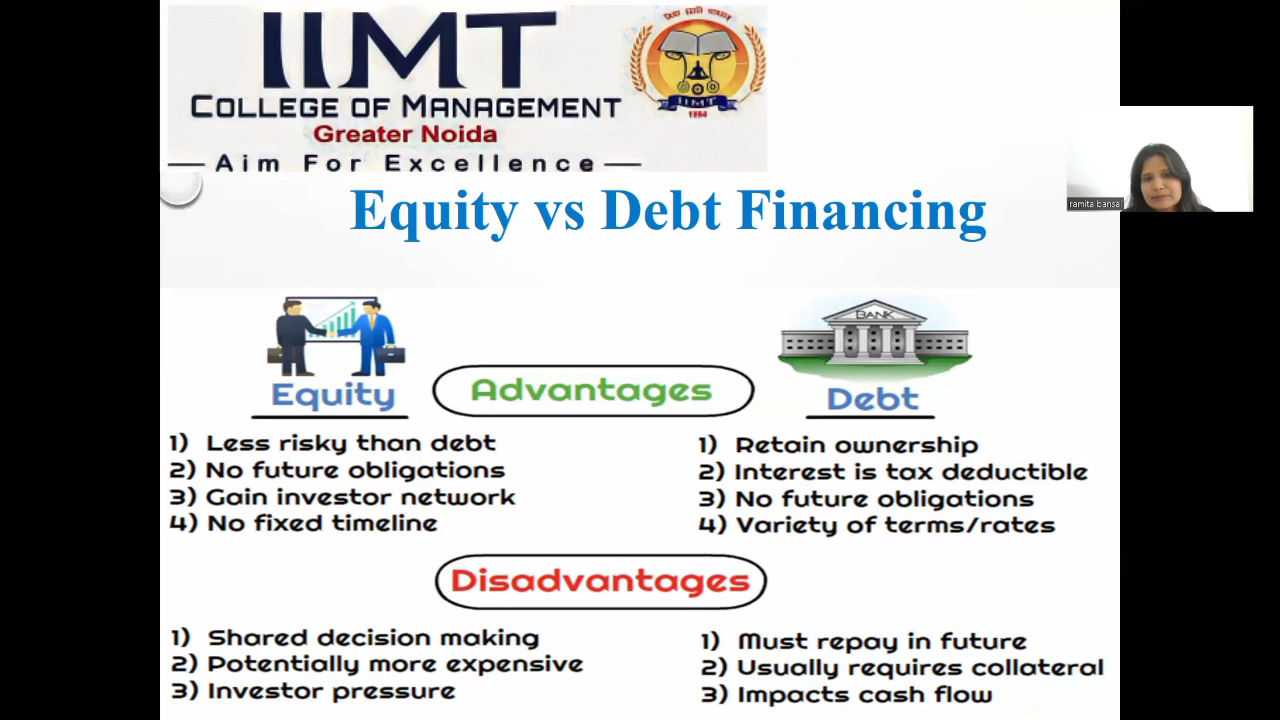 IIMT
COLLEGE OF MANAGEMENT
Greater Noida
Aim For Excellence
IIMT
1994
ramita bansal
Equity vs Debt Financing
BANK
Equity
Advantages
Debt
1) Less risky than debt
2) No future obligations
3) Gain investor network
4) No fixed timeline
1) Retain ownership
2) Interest is tax deductible
3) No future obligations
4) Variety of terms/rates
Disadvantages
1) Shared decision making
2) Potentially more expensive
3) Investor pressure
1) Must repay in future
2) Usually requires collateral
3) Impacts cash flow